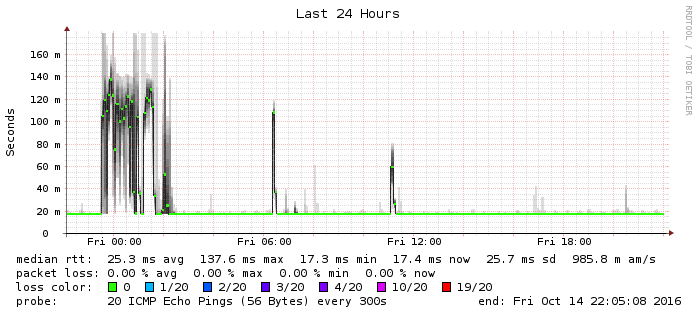 Last 24 Hours
RRDTOOL / TOBI OETIKER
Seconds
160 m
140 m
120 m
100 m
80 m
60 m
40 m
20 m
0
Fri 00:00 Fri 06:00 Fri 12:00 Fri 18:00
median rtt: 25.3 ms avg 137.6 ms max 17.3 ms min 17.4 ms now 25.7 ms sd 985.8 m am/s
packet loss: 0.00 % avg 0.00 % max 0.00 % min 0.00 % now
loss color: 0 1/20 2/20 3/20 4/20 10/20 19/20
probe: 20 ICMP Echo Pings (56 Bytes) every 300s end: Fri Oct 14 22:05:08 2016